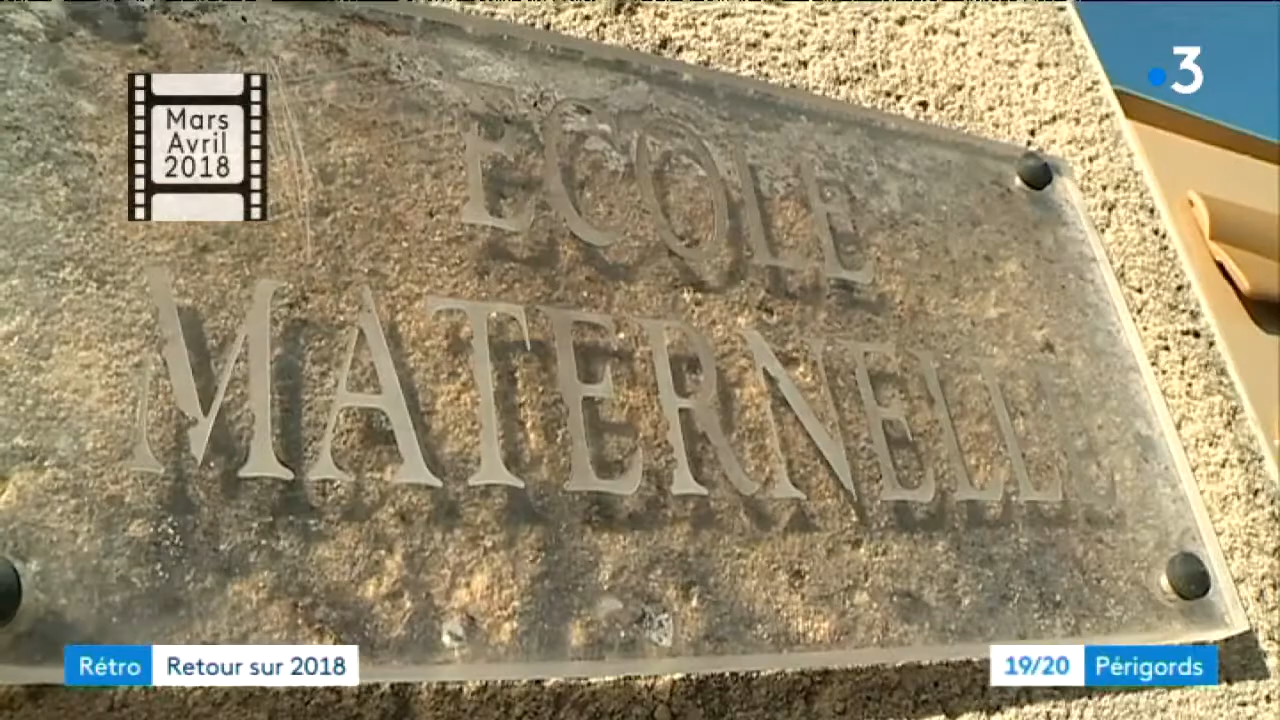 Mars
Avril
2018
3
ECOLE
MATERNELLE
Rétro Retour sur 2018
19/20 Périgords